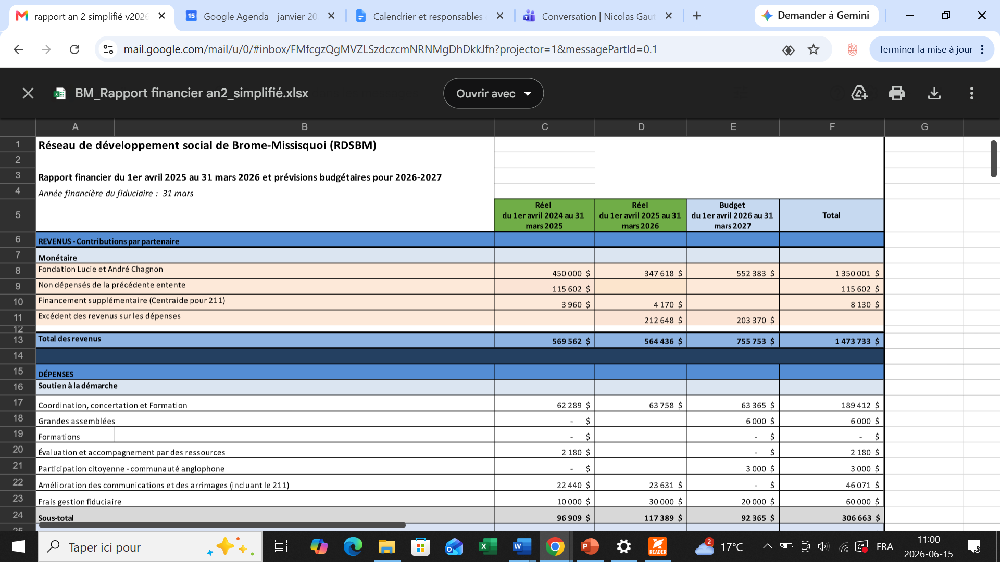 rapport an 2 simplifié v2026
Google Agenda - janvier 20
Calendrier et responsables
Conversation | Nicolas Gau
Demander à Gemini
mail.google.com/mail/u/0/#inbox/FMfcgzQgMVZLSzdczcmNRNMgDhDkkJfn?projector=1&messagePartId=0.1
Terminer la mise à jour
BM_Rapport financier an2_simplifié.xlsx
Ouvrir avec
A B C D E F G
1 Réseau de développement social de Brome-Missisquoi (RDSBM)
2
3 Rapport financier du 1er avril 2025 au 31 mars 2026 et prévisions budgétaires pour 2026-2027
4 Année financière du fiduciaire : 31 mars
5 Réel du 1er avril 2024 au 31 mars 2025 Réel du 1er avril 2025 au 31 mars 2026 Budget du 1er avril 2026 au 31 mars 2027 Total
6 REVENUS - Contributions par partenaire
7 Monétaire
8 Fondation Lucie et André Chagnon 450 000 $ 347 618 $ 552 383 $ 1 350 001 $
9 Non dépensés de la précédente entente 115 602 $ 115 602 $
10 Financement supplémentaire (Centraide pour 211) 3 960 $ 4 170 $ 8 130 $
11 Excédent des revenus sur les dépenses 212 648 $ 203 370 $
12
13 Total des revenus 569 562 $ 564 436 $ 755 753 $ 1 473 733 $
14
15 DÉPENSES
16 Soutien à la démarche
17 Coordination, concertation et Formation 62 289 $ 63 758 $ 63 365 $ 189 412 $
18 Grandes assemblées - $ 6 000 $ 6 000 $
19 Formations - $ - $ - $
20 Évaluation et accompagnement par des ressources 2 180 $ - $ 2 180 $
21 Participation citoyenne - communauté anglophone - $ 3 000 $ 3 000 $
22 Amélioration des communications et des arrimages (incluant le 211) 22 440 $ 23 631 $ - $ 46 071 $
23 Frais gestion fiduciaire 10 000 $ 30 000 $ 20 000 $ 60 000 $
24 Sous-total 96 909 $ 117 389 $ 92 365 $ 306 663 $
25
Taper ici pour
READER
2
17°C
FRA
11:00
2026-06-15